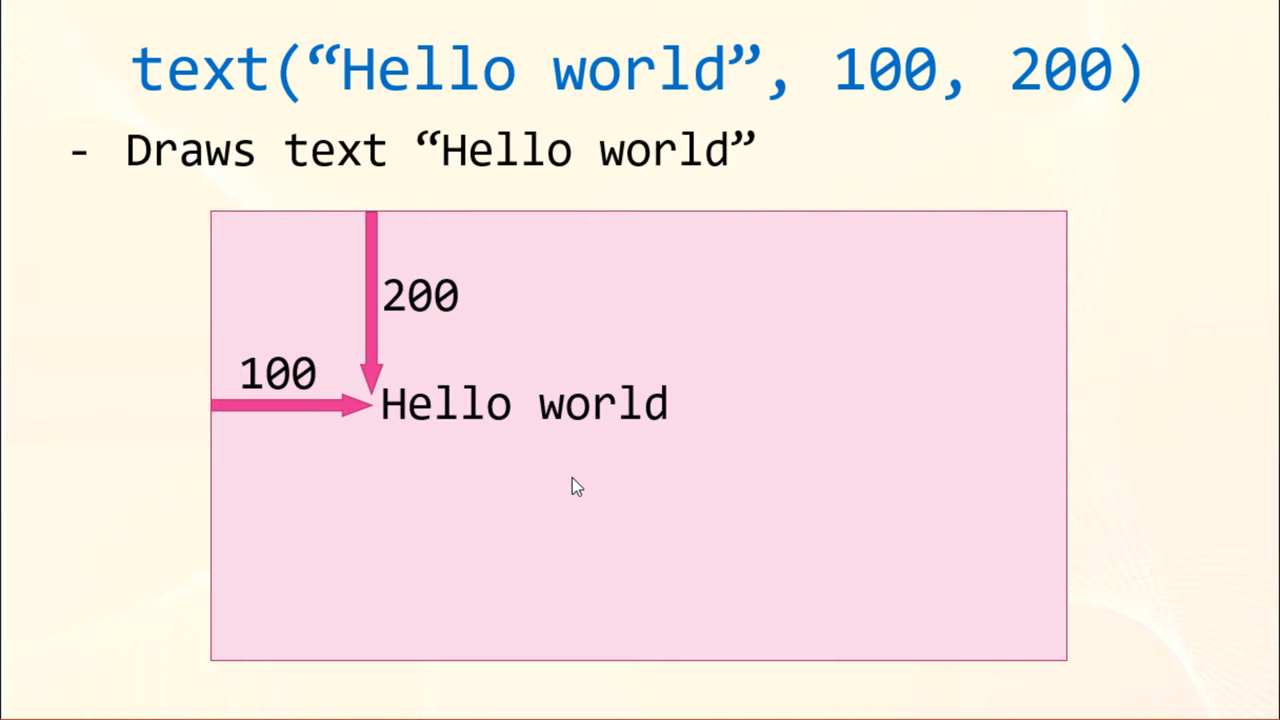 text(“Hello world”, 100, 200)
- Draws text “Hello world”
200
100
Hello world